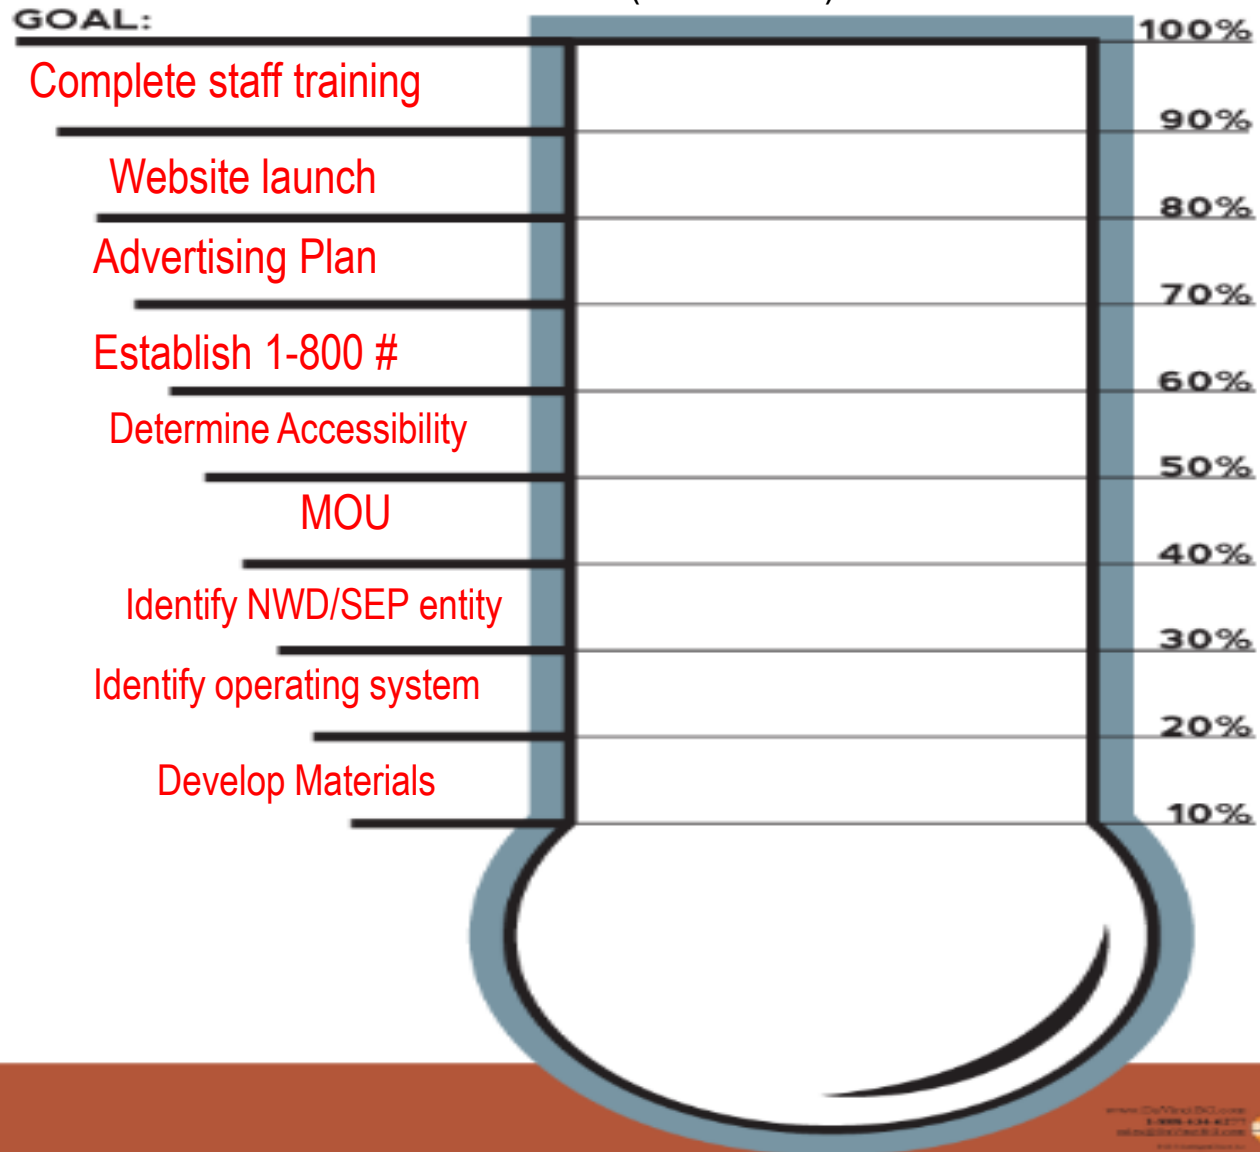 GOAL:
100%
Complete staff training
90%
Website launch
80%
Advertising Plan
70%
Establish 1-800 #
60%
Determine Accessibility
50%
MOU
40%
Identify NWD/SEP entity
30%
Identify operating system
20%
Develop Materials
10%